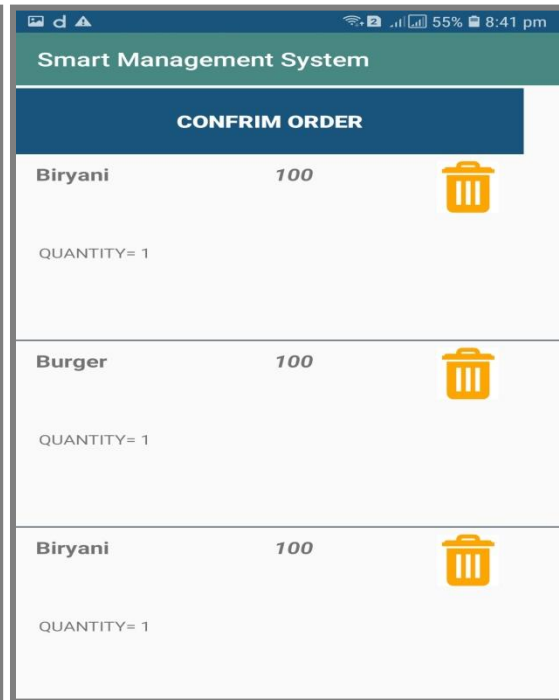 d 2 55% 8:41 pm
Smart Management System
CONFRIM ORDER
Biryani 100
QUANTITY= 1
Burger 100
QUANTITY= 1
Biryani 100
QUANTITY= 1